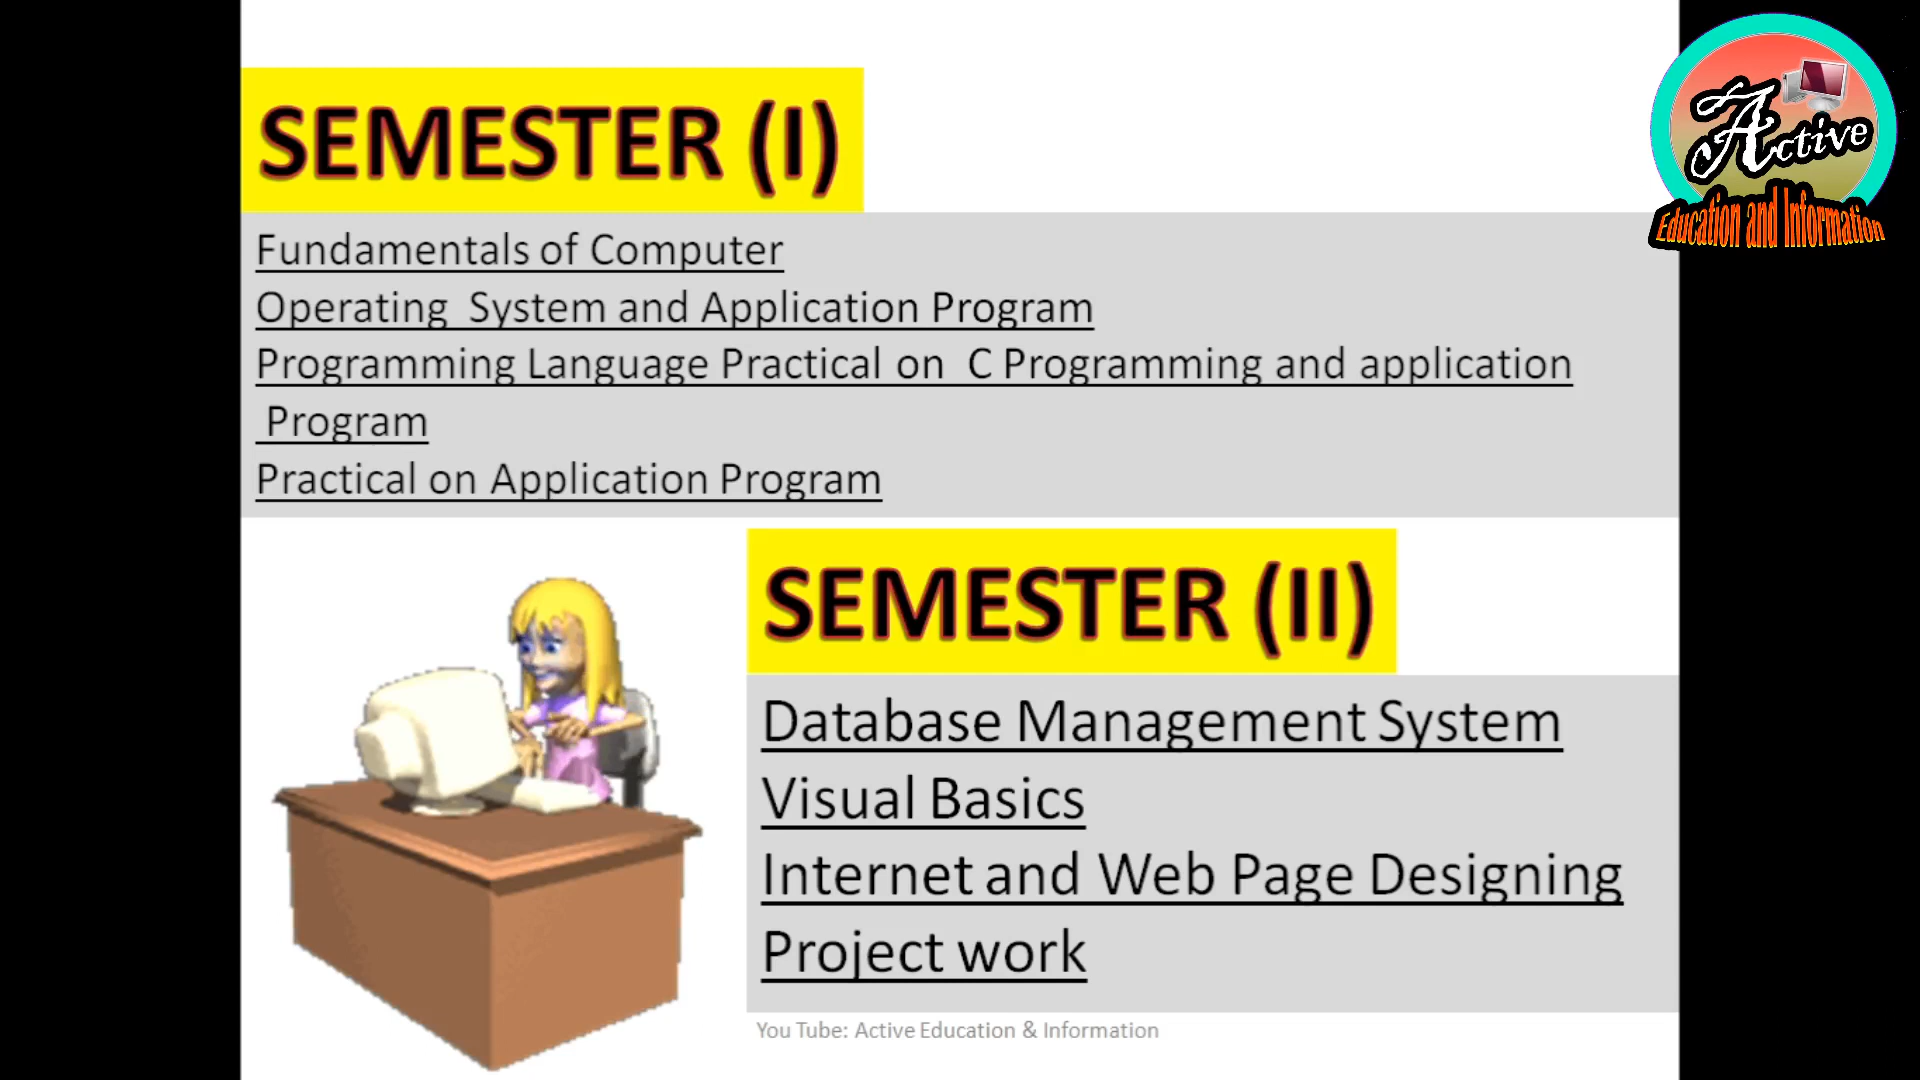 SEMESTER (I)
Active
Education and Information
Fundamentals of Computer
Operating System and Application Program
Programming Language Practical on C Programming and application
Program
Practical on Application Program
SEMESTER (II)
Database Management System
Visual Basics
Internet and Web Page Designing
Project work
You Tube: Active Education & Information